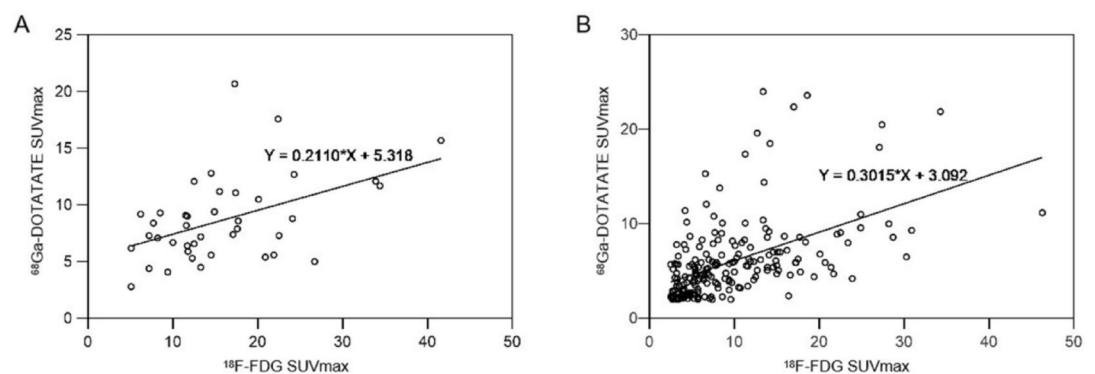 A
25
20
15
10
5
0
68Ga-DOTATATE SUVmax
Y = 0.2110*X + 5.318
0 10 20 30 40 50
18F-FDG SUVmax
B
30
20
10
0
68Ga-DOTATATE SUVmax
Y = 0.3015*X + 3.092
0 10 20 30 40 50
18F-FDG SUVmax